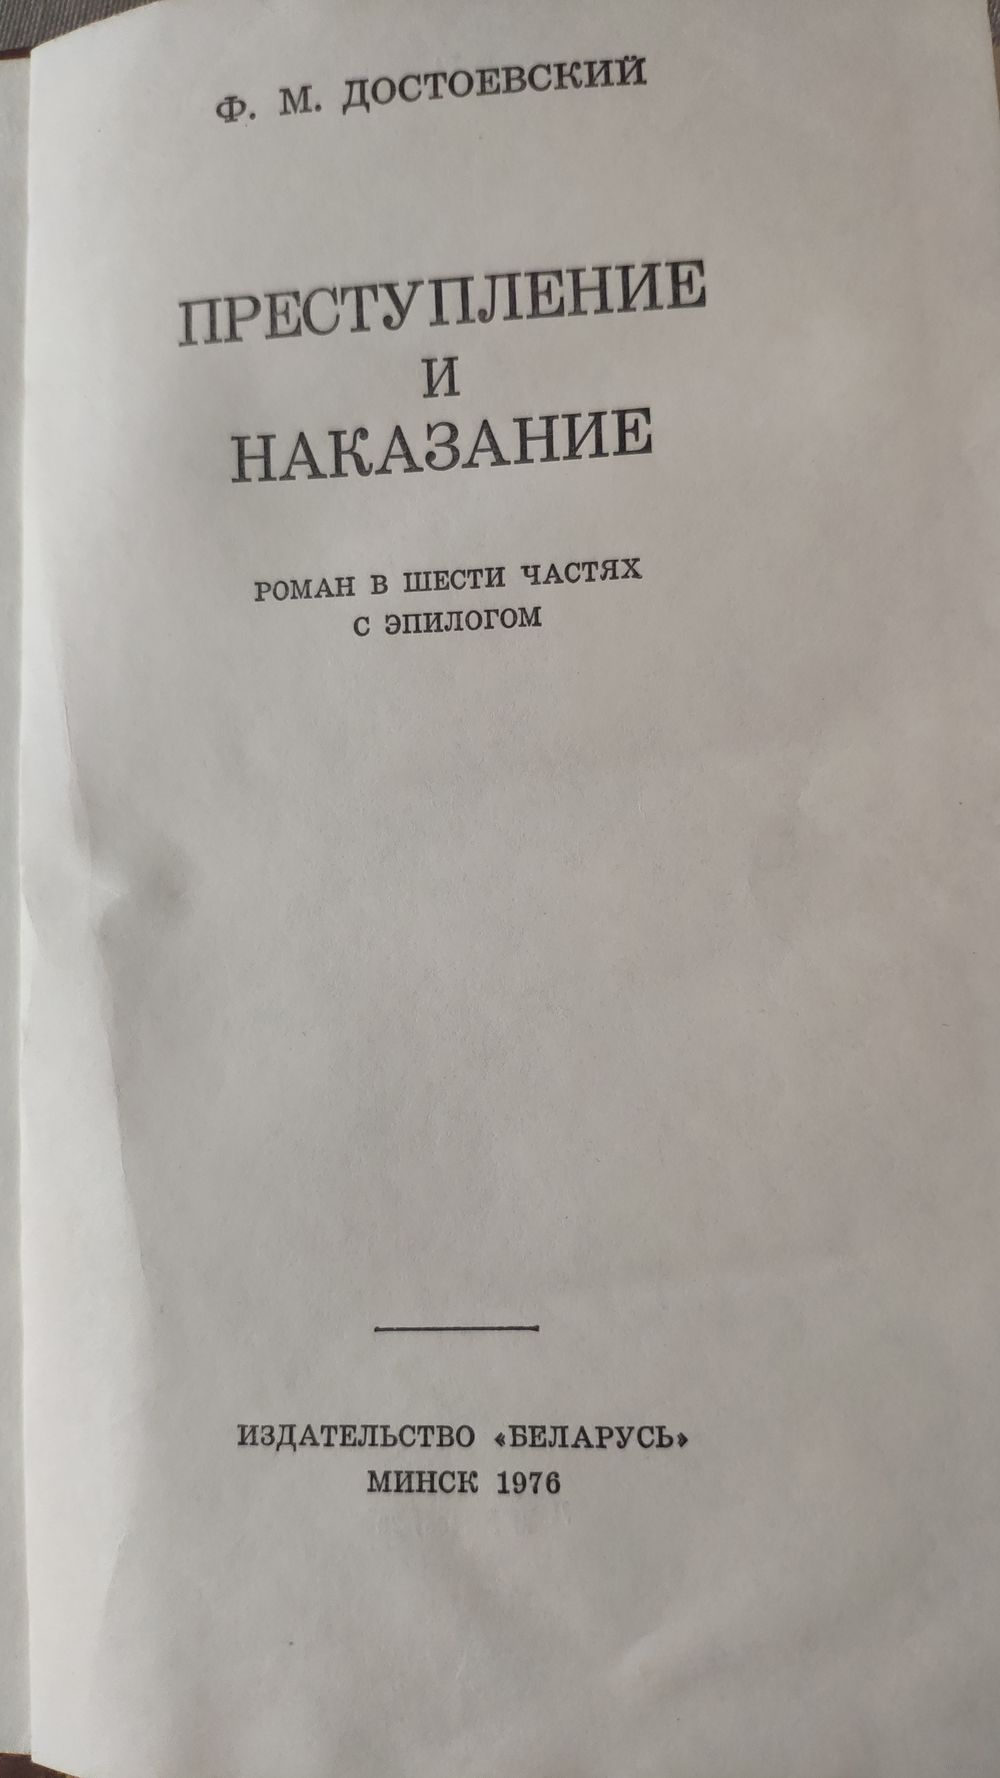 Ф. М. ДОСТОЕВСКИЙ
ПРЕСТУПЛЕНИЕ
И
НАКАЗАНИЕ
РОМАН В ШЕСТИ ЧАСТЯХ
С ЭПИЛОГОМ
ИЗДАТЕЛЬСТВО «БЕЛАРУСЬ»
МИНСК 1976